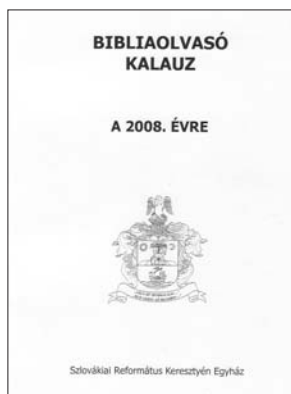 BIBLIAOLVASÓ
KALAUZ
A 2008. ÉVRE
Szlovákiai Református Keresztyén Egyház